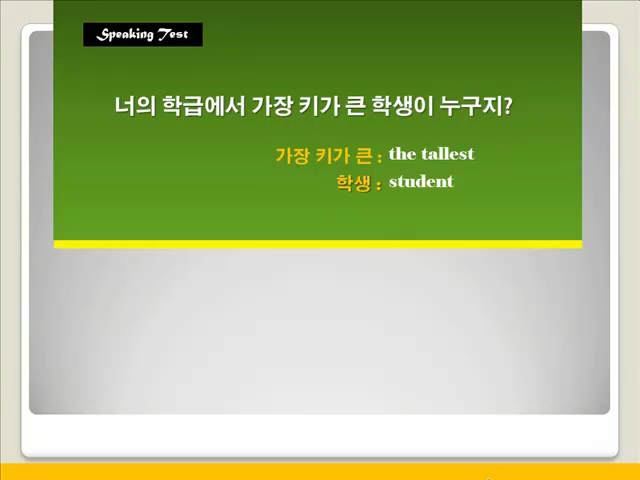 Speaking Test
너의 학급에서 가장 키가 큰 학생이 누구지?
가장 키가 큰 : the tallest
학생 : student